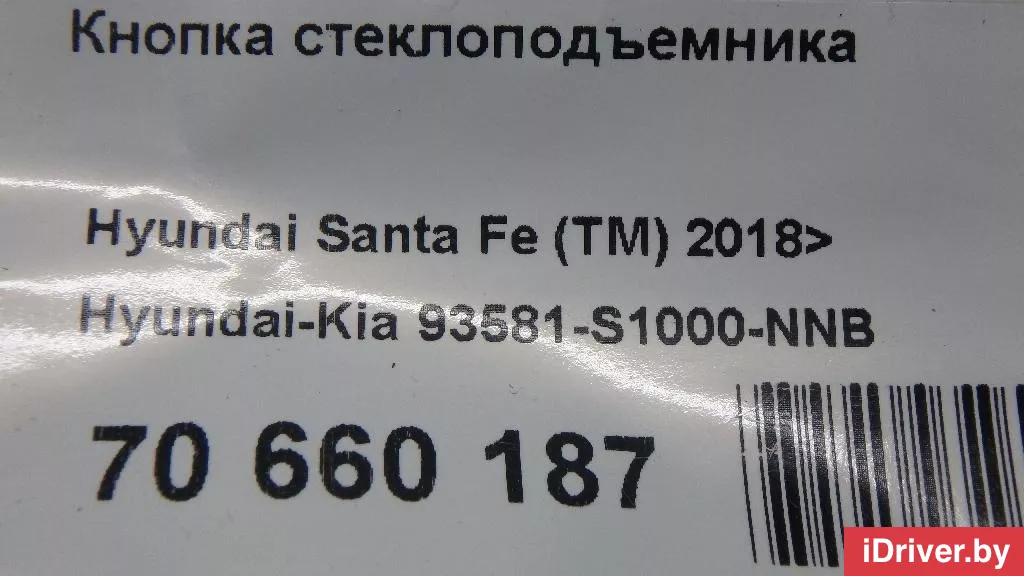 Кнопка стеклоподъемника
Hyundai Santa Fe (TM) 2018>
Hyundai-Kia 93581-S1000-NNB
70 660 187
iDriver.by